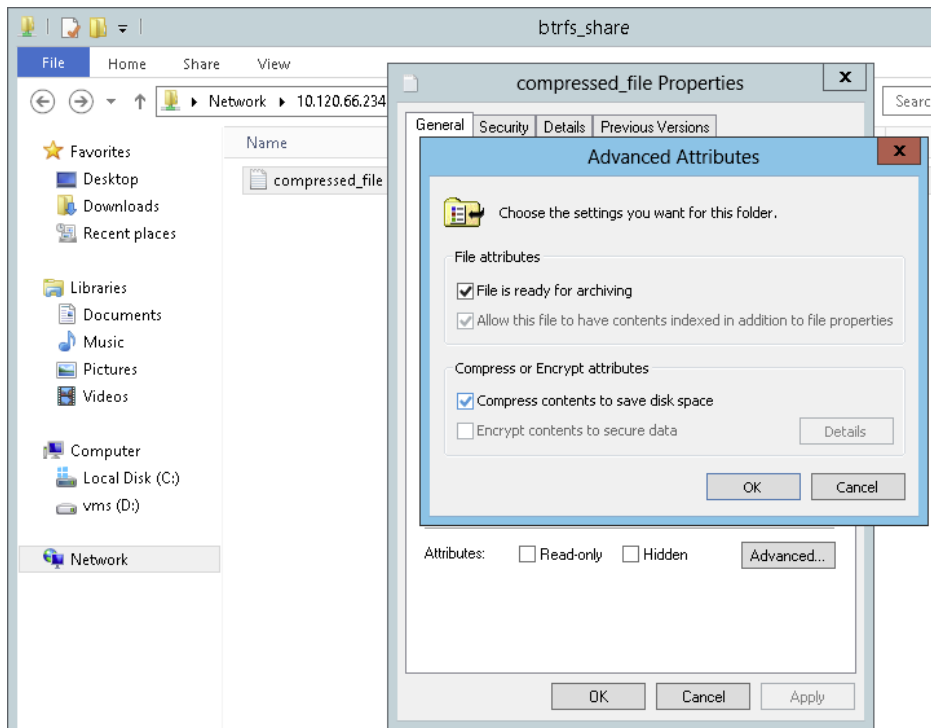 btrfs_share
File Home Share View
Network 10.120.66.234
Searc
Favorites
Desktop
Downloads
Recent places
Libraries
Documents
Music
Pictures
Videos
Computer
Local Disk (C:)
vms (D:)
Network
Name
compressed_file
compressed_file Properties
x
General Security Details Previous Versions
Advanced Attributes
x
Choose the settings you want for this folder.
File attributes
File is ready for archiving
Allow this file to have contents indexed in addition to file properties
Compress or Encrypt attributes
Compress contents to save disk space
Encrypt contents to secure data Details
OK Cancel
Attributes: Read-only Hidden Advanced...
OK Cancel Apply